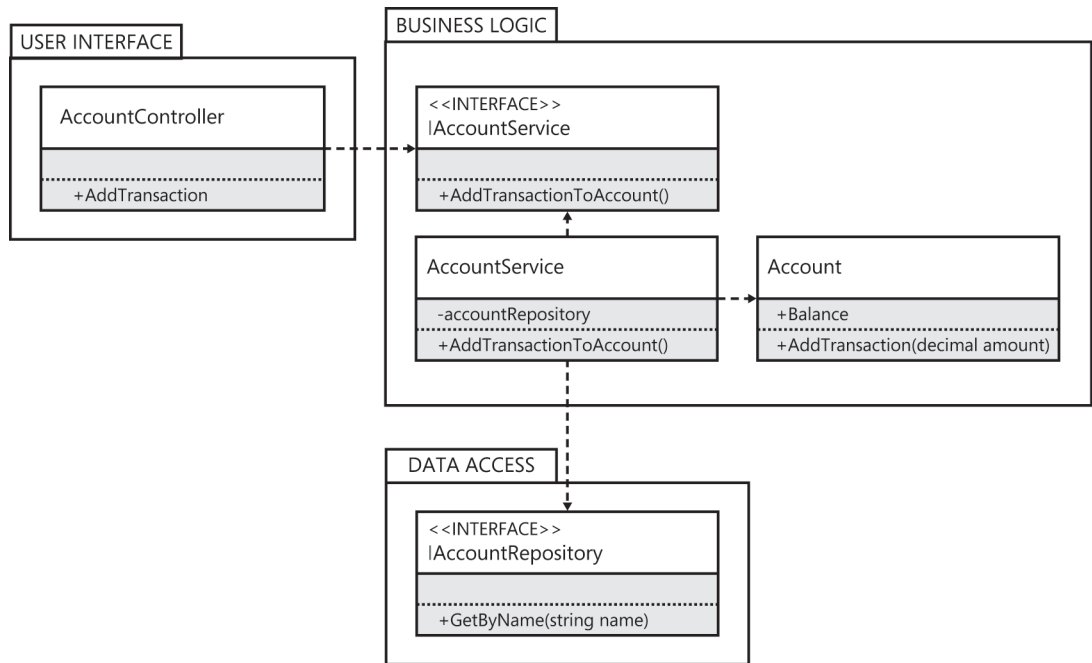 USER INTERFACE
AccountController
+AddTransaction
BUSINESS LOGIC
<<INTERFACE>>
IAccountService
+AddTransactionToAccount()
AccountService
-accountRepository
+AddTransactionToAccount()
Account
+Balance
+AddTransaction(decimal amount)
DATA ACCESS
<<INTERFACE>>
IAccountRepository
+GetByName(string name)